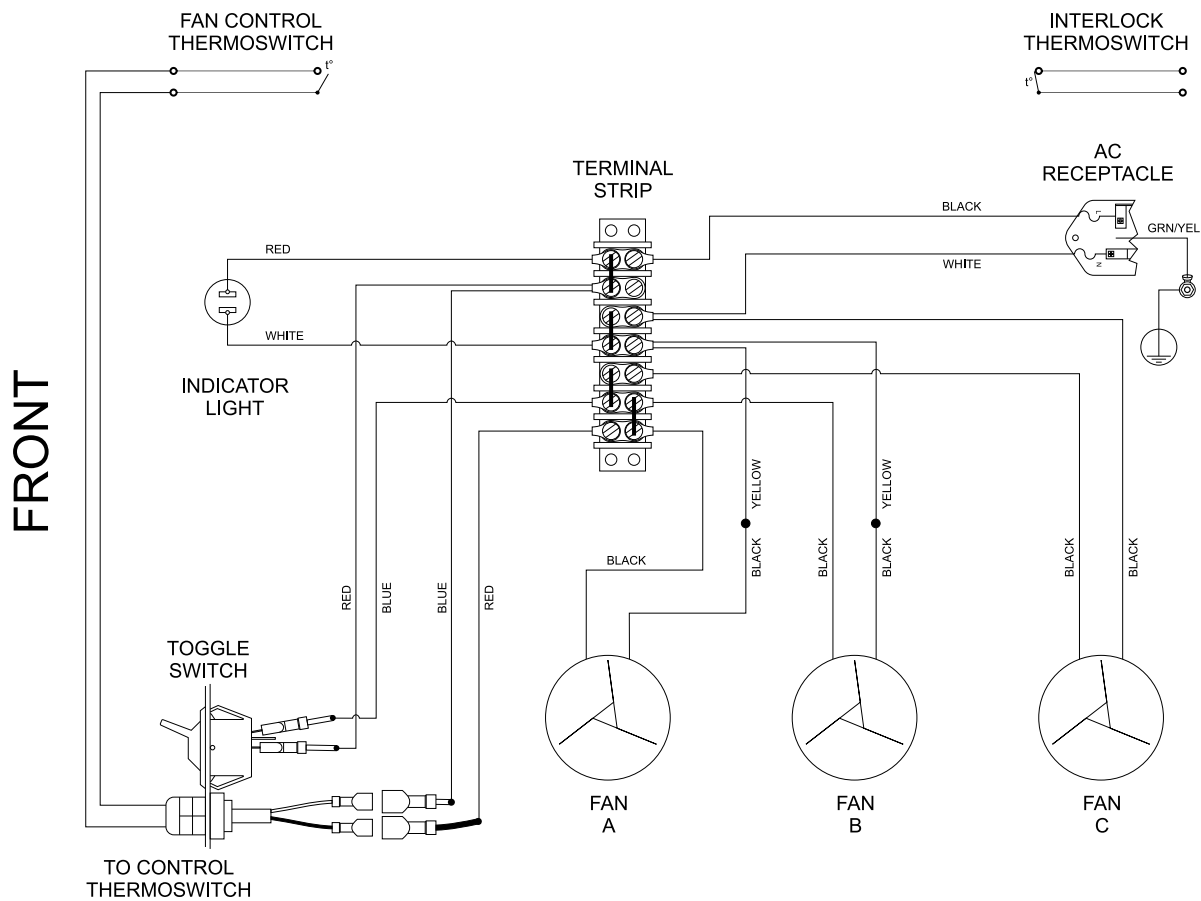 FAN CONTROL
THERMOSWITCH
t°
INTERLOCK
THERMOSWITCH
t°
TERMINAL
STRIP
AC
RECEPTACLE
BLACK
L
GRN/YEL
WHITE
N
RED
WHITE
INDICATOR
LIGHT
FRONT
YELLOW
YELLOW
BLACK
BLACK
BLACK
BLACK
BLACK
BLACK
RED
BLUE
BLUE
RED
TOGGLE
SWITCH
FAN
A
FAN
B
FAN
C
TO CONTROL
THERMOSWITCH